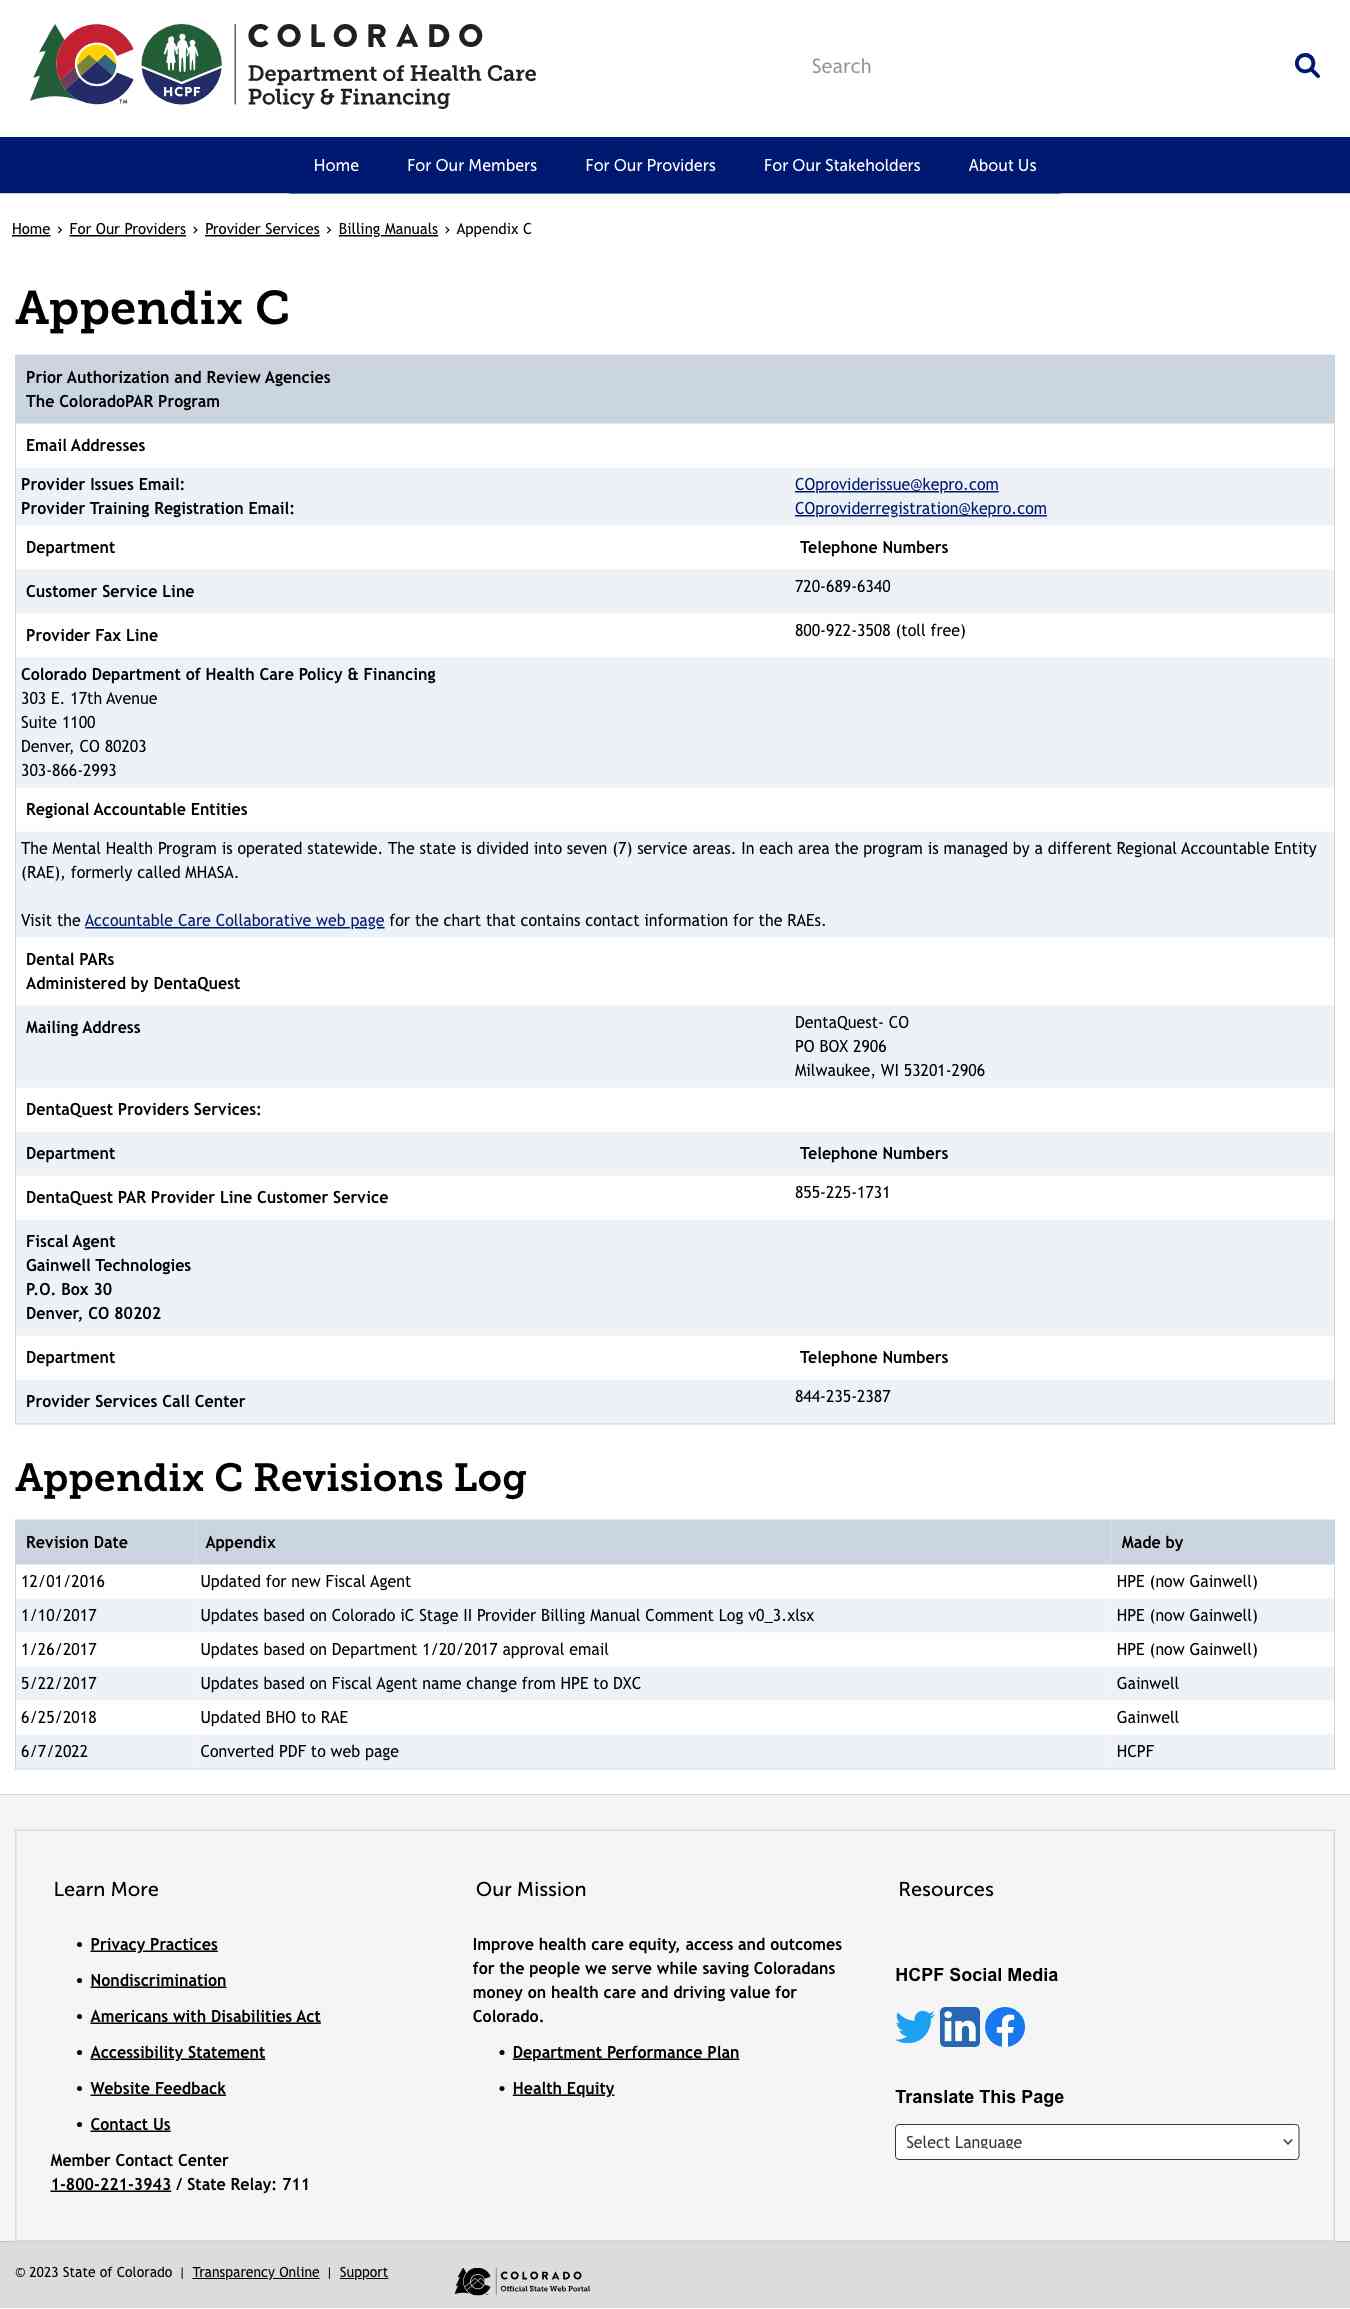 COLORADO
Department of Health Care
Policy & Financing
HCPF
TM
Search
Home For Our Members For Our Providers For Our Stakeholders About Us
Home › For Our Providers › Provider Services › Billing Manuals › Appendix C
Appendix C
Prior Authorization and Review Agencies
The ColoradoPAR Program
Email Addresses
Provider Issues Email: COproviderissue@kepro.com
Provider Training Registration Email: COproviderregistration@kepro.com
Department Telephone Numbers
Customer Service Line 720-689-6340
Provider Fax Line 800-922-3508 (toll free)
Colorado Department of Health Care Policy & Financing
303 E. 17th Avenue
Suite 1100
Denver, CO 80203
303-866-2993
Regional Accountable Entities
The Mental Health Program is operated statewide. The state is divided into seven (7) service areas. In each area the program is managed by a different Regional Accountable Entity
(RAE), formerly called MHASA.
Visit the Accountable Care Collaborative web page for the chart that contains contact information for the RAEs.
Dental PARs
Administered by DentaQuest
Mailing Address DentaQuest- CO
PO BOX 2906
Milwaukee, WI 53201-2906
DentaQuest Providers Services:
Department Telephone Numbers
DentaQuest PAR Provider Line Customer Service 855-225-1731
Fiscal Agent
Gainwell Technologies
P.O. Box 30
Denver, CO 80202
Department Telephone Numbers
Provider Services Call Center 844-235-2387
Appendix C Revisions Log
Revision Date Appendix Made by
12/01/2016 Updated for new Fiscal Agent HPE (now Gainwell)
1/10/2017 Updates based on Colorado iC Stage II Provider Billing Manual Comment Log v0_3.xlsx HPE (now Gainwell)
1/26/2017 Updates based on Department 1/20/2017 approval email HPE (now Gainwell)
5/22/2017 Updates based on Fiscal Agent name change from HPE to DXC Gainwell
6/25/2018 Updated BHO to RAE Gainwell
6/7/2022 Converted PDF to web page HCPF
Learn More
• Privacy Practices
• Nondiscrimination
• Americans with Disabilities Act
• Accessibility Statement
• Website Feedback
• Contact Us
Member Contact Center
1-800-221-3943 / State Relay: 711
Our Mission
Improve health care equity, access and outcomes
for the people we serve while saving Coloradans
money on health care and driving value for
Colorado.
• Department Performance Plan
• Health Equity
Resources
HCPF Social Media
in
Translate This Page
Select Language
© 2023 State of Colorado | Transparency Online | Support
COLORADO
Official State Web Portal